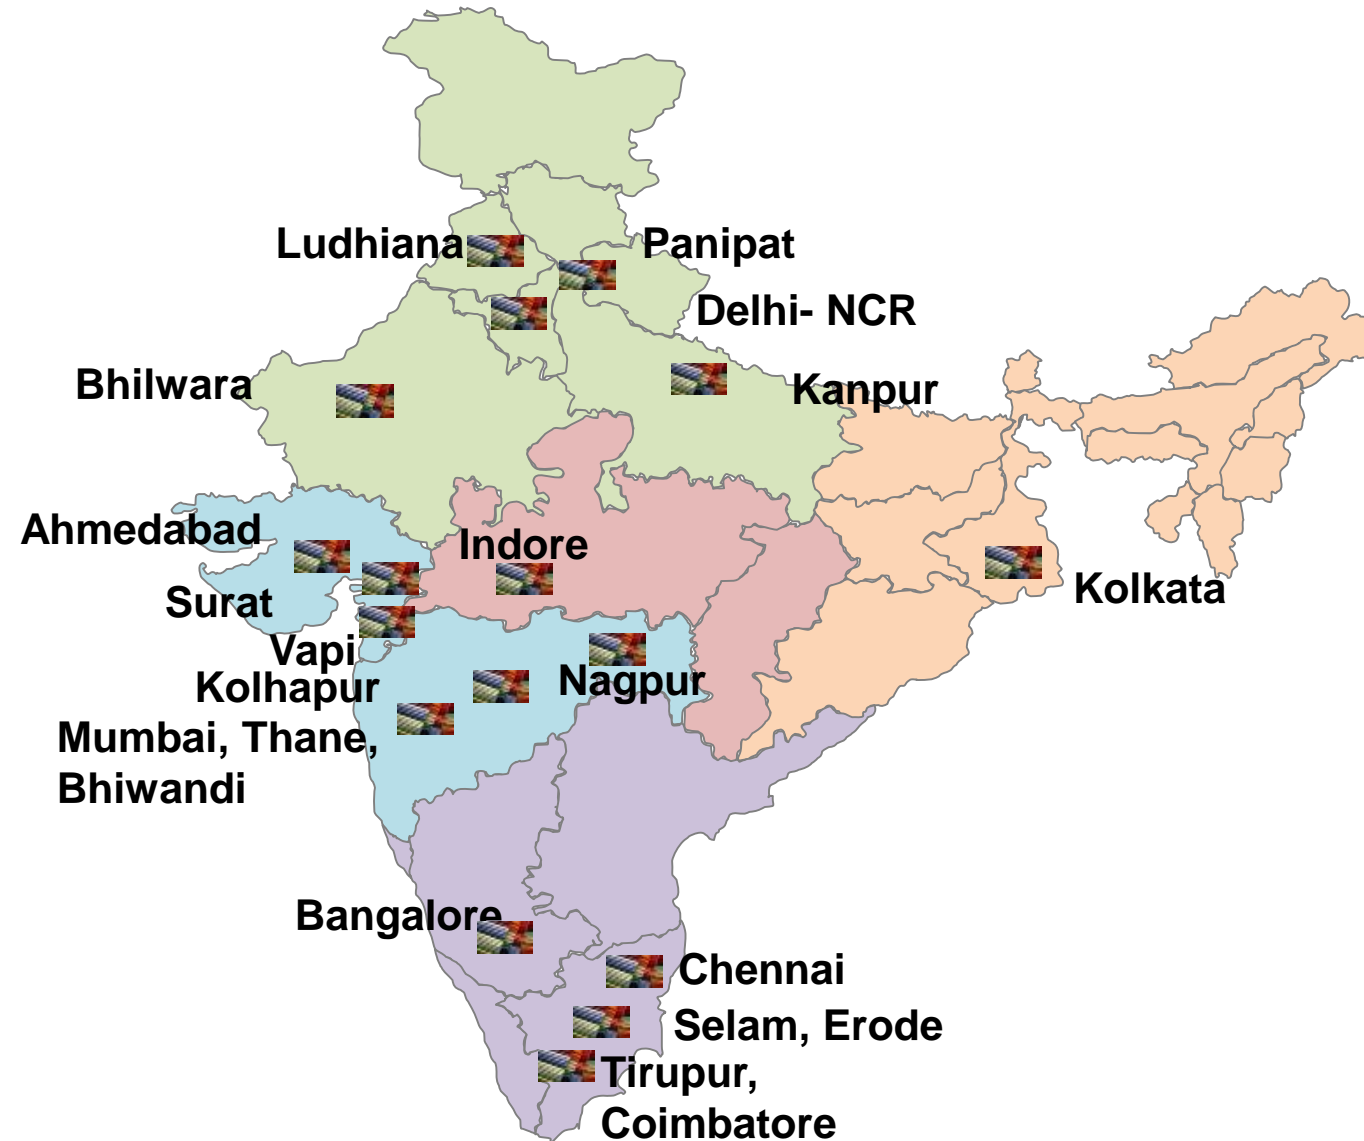 Ludhiana
Panipat
Delhi- NCR
Bhilwara
Kanpur
Ahmedabad
Indore
Surat
Kolkata
Vapi
Kolhapur
Nagpur
Mumbai, Thane,
Bhiwandi
Bangalore
Chennai
Selam, Erode
Tirupur,
Coimbatore